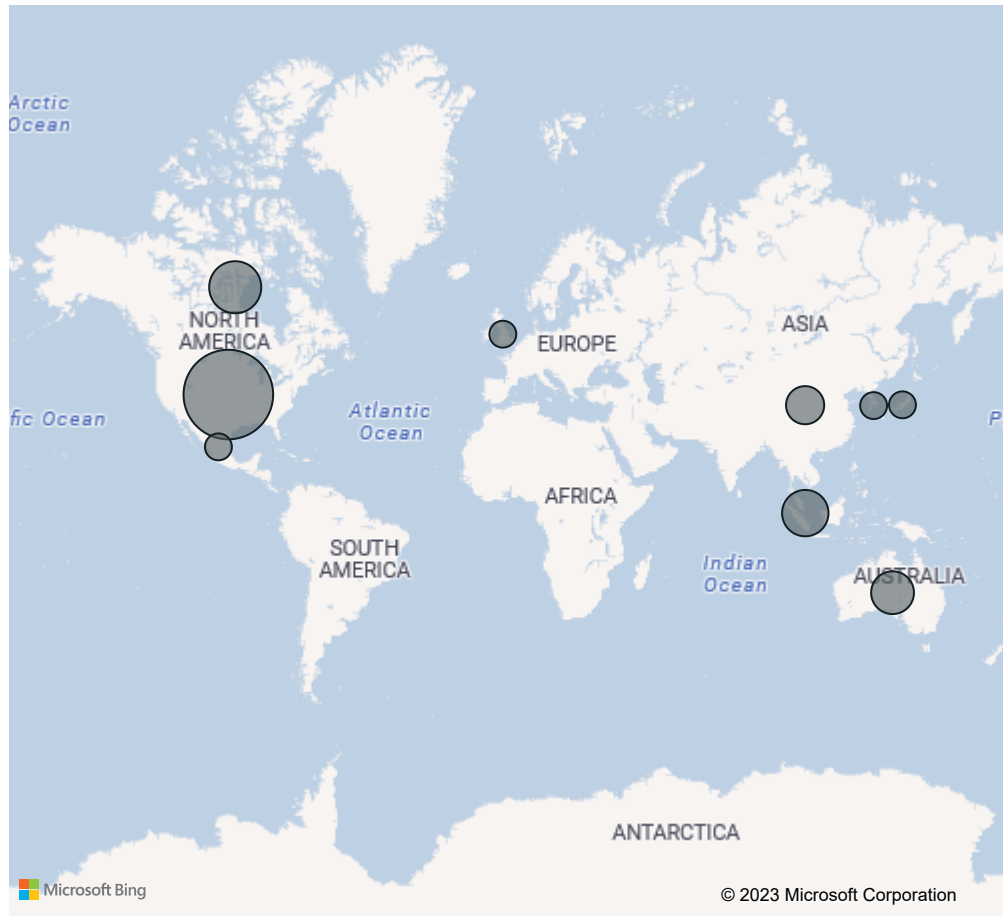 Arctic
Ocean
NORTH
AMERICA
ASIA
EUROPE
fic Ocean
Atlantic
Ocean
P
AFRICA
SOUTH
AMERICA
Indian
Ocean
AUSTRALIA
ANTARCTICA
Microsoft Bing
© 2023 Microsoft Corporation